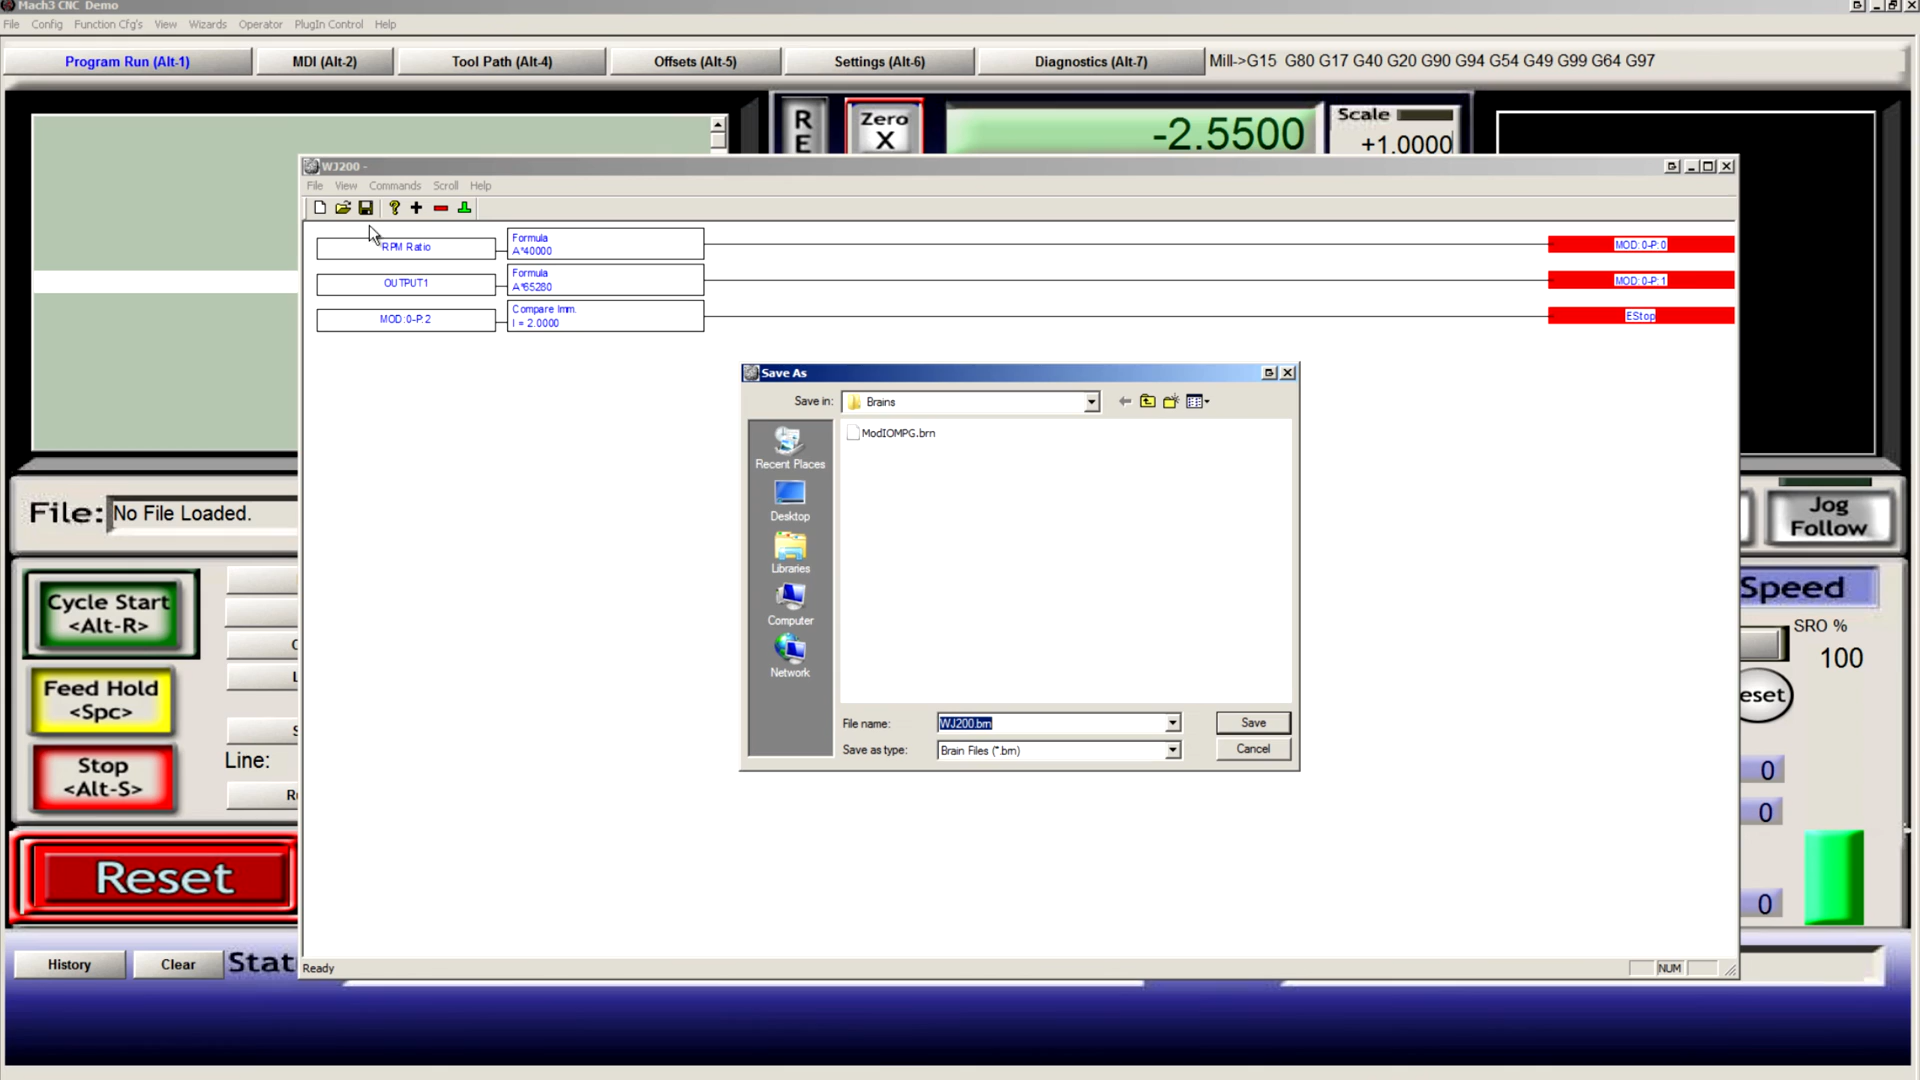 Mach3 CNC Demo
File Config Function Cfg's View Wizards Operator PlugIn Control Help
Program Run (Alt-1) MDI (Alt-2) Tool Path (Alt-4) Offsets (Alt-5) Settings (Alt-6) Diagnostics (Alt-7) Mill->G15 G80 G17 G40 G20 G90 G94 G54 G49 G99 G64 G97
R
E
Zero
X
-2.5500
Scale
+1.0000
WJ200 -
File View Commands Scroll Help
RPM Ratio
Formula
A*40000
MOD:0-P:0
OUTPUT1
Formula
A*65280
MOD:0-P:1
MOD:0-P:2
Compare Imm.
I = 2.0000
EStop
Save As
Save in: Brains
ModIOMPG.brn
Recent Places
Desktop
Libraries
Computer
Network
File name: WJ200.brn Save
Save as type: Brain Files (*.brn) Cancel
File: No File Loaded.
Jog
Follow
Cycle Start
<Alt-R>
Feed Hold
<Spc>
Stop
<Alt-S>
Line:
Reset
Speed
SRO %
100
eset
0
0
0
History Clear Stat
Ready NUM